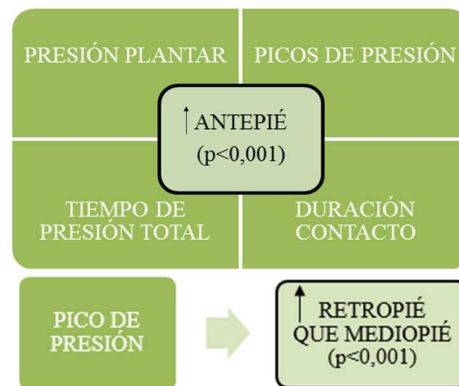 PRESIÓN PLANTAR
PICOS DE PRESIÓN
↑ ANTEPIÉ
(p<0,001)
TIEMPO DE
PRESIÓN TOTAL
DURACIÓN
CONTACTO
PICO DE
PRESIÓN
↑ RETROPIÉ
QUE MEDIOPIÉ
(p<0,001)